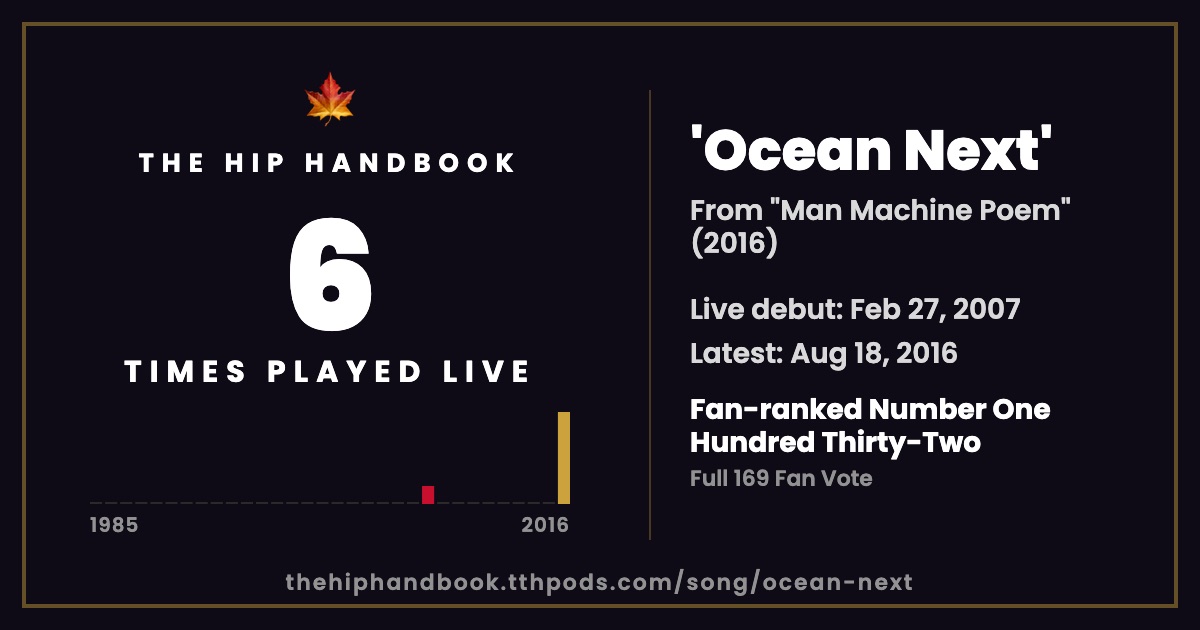 THE HIP HANDBOOK
6
TIMES PLAYED LIVE
1985
2016
'Ocean Next'
From "Man Machine Poem"
(2016)
Live debut: Feb 27, 2007
Latest: Aug 18, 2016
Fan-ranked Number One
Hundred Thirty-Two
Full 169 Fan Vote
thehiphandbook.tthpods.com/song/ocean-next